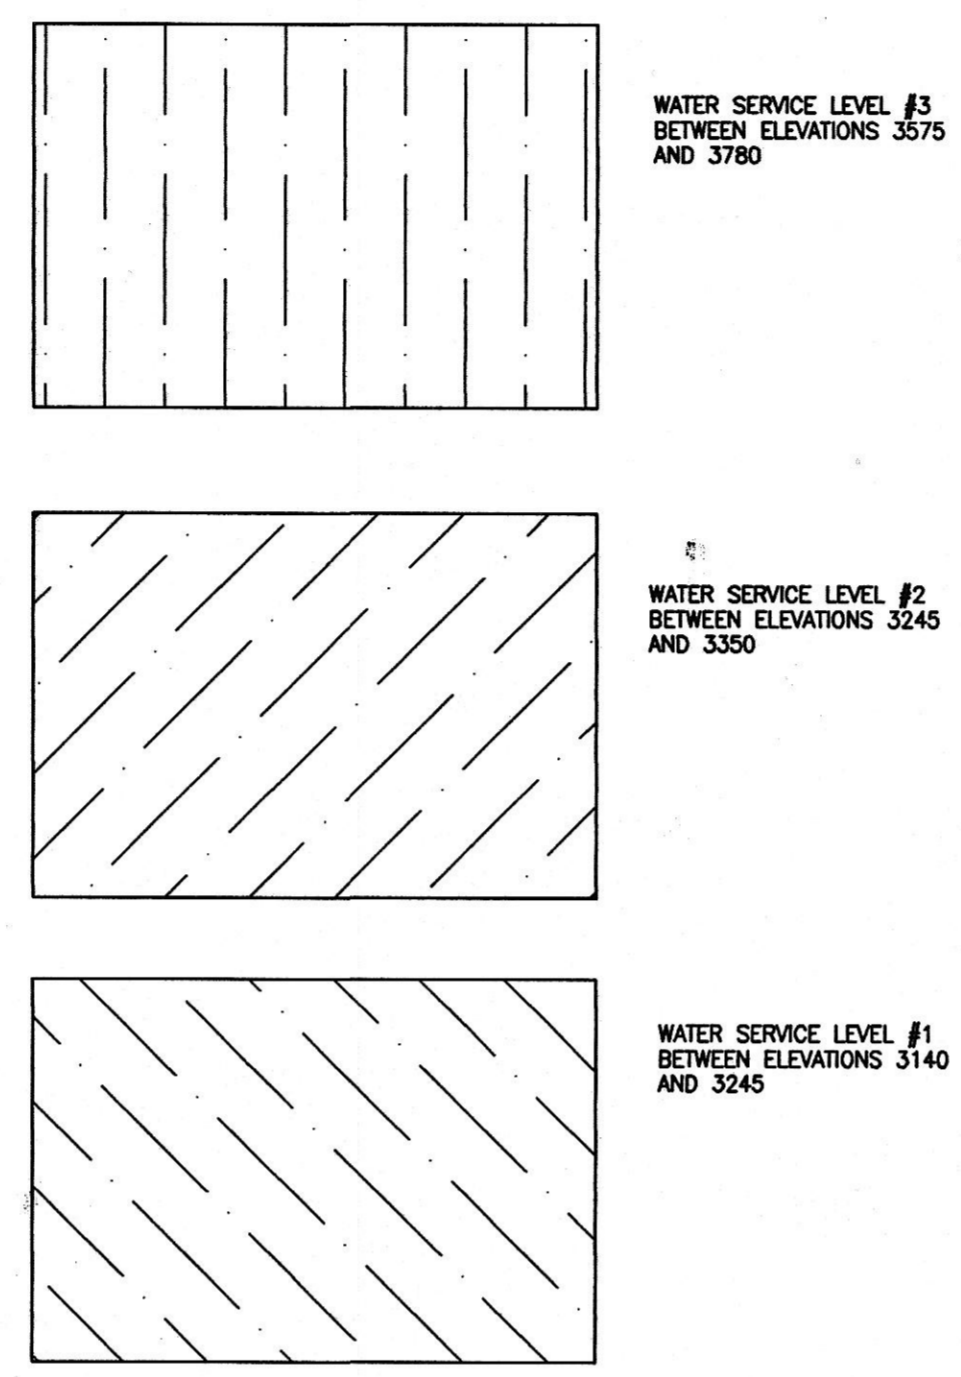 WATER SERVICE LEVEL #3
BETWEEN ELEVATIONS 3575
AND 3780
WATER SERVICE LEVEL #2
BETWEEN ELEVATIONS 3245
AND 3350
WATER SERVICE LEVEL #1
BETWEEN ELEVATIONS 3140
AND 3245